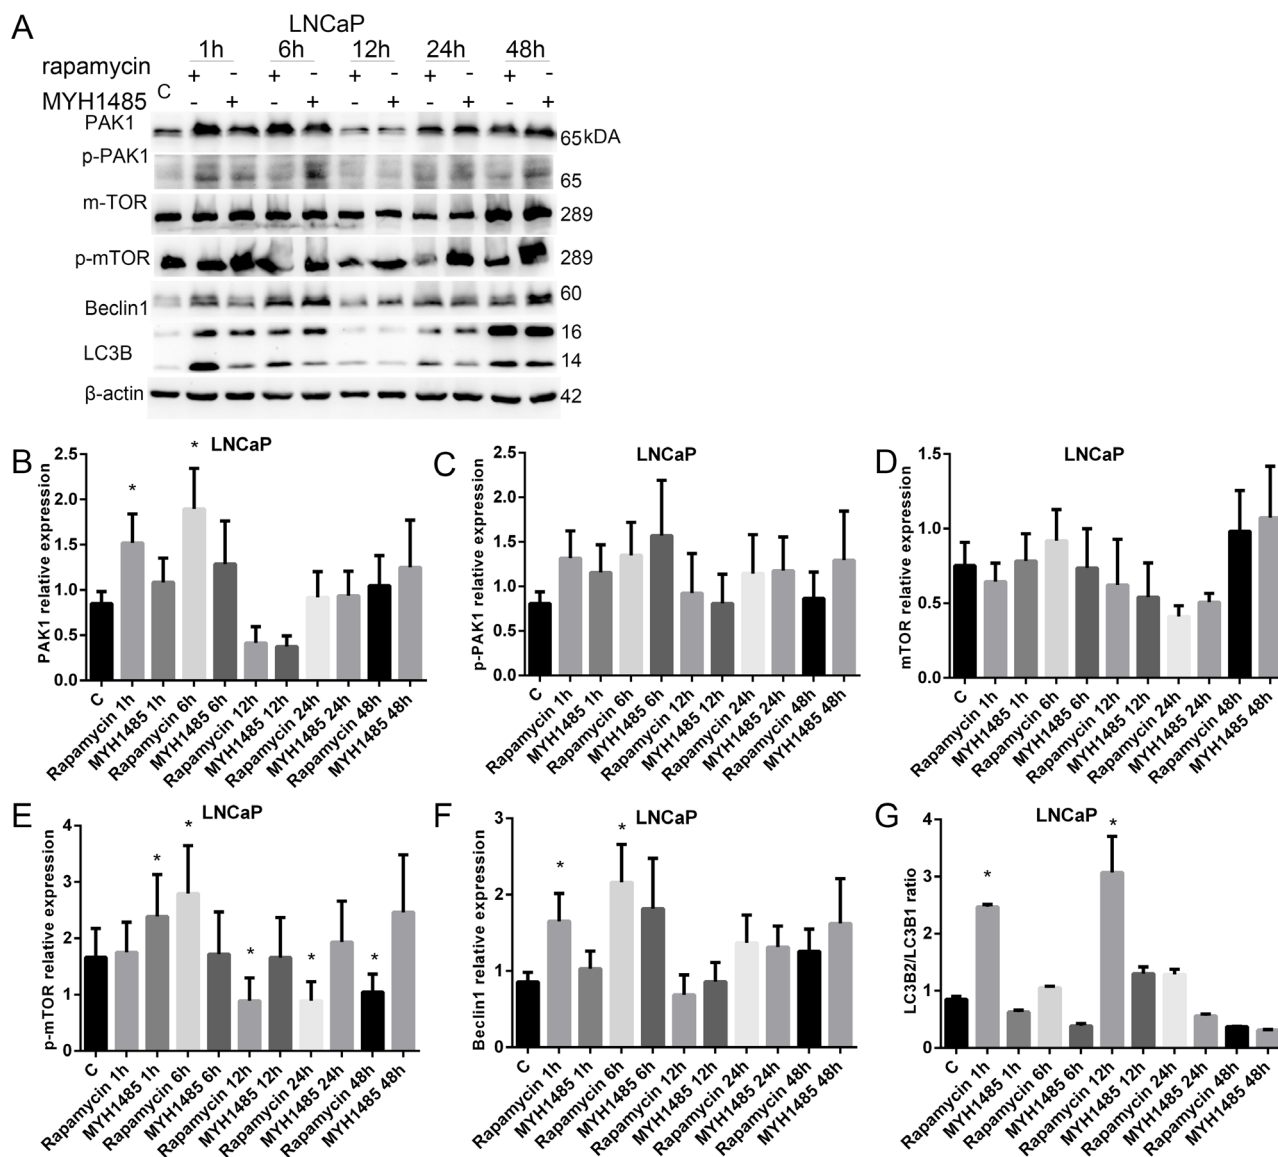 A
LNCaP
1h 6h 12h 24h 48h
rapamycin + - + - + - + - + -
C
MYH1485 - + - + - + - + - +
PAK1 65kDA
p-PAK1 65
m-TOR 289
p-mTOR 289
Beclin1 60
LC3B 16
14
β-actin 42
B
LNCaP
PAK1 relative expression
2.5
2.0
1.5
1.0
0.5
0.0
* *
C
Rapamycin 1h
MYH1485 1h
Rapamycin 6h
MYH1485 6h
Rapamycin 12h
MYH1485 12h
Rapamycin 24h
MYH1485 24h
Rapamycin 48h
MYH1485 48h
C
LNCaP
p-PAK1 relative expression
2.5
2.0
1.5
1.0
0.5
0.0
C
Rapamycin 1h
MYH1485 1h
Rapamycin 6h
MYH1485 6h
Rapamycin 12h
MYH1485 12h
Rapamycin 24h
MYH1485 24h
Rapamycin 48h
MYH1485 48h
D
LNCaP
mTOR relative expression
1.5
1.0
0.5
0.0
C
Rapamycin 1h
MYH1485 1h
Rapamycin 6h
MYH1485 6h
Rapamycin 12h
MYH1485 12h
Rapamycin 24h
MYH1485 24h
Rapamycin 48h
MYH1485 48h
E
LNCaP
p-mTOR relative expression
4
3
2
1
0
* * * * *
C
Rapamycin 1h
MYH1485 1h
Rapamycin 6h
MYH1485 6h
Rapamycin 12h
MYH1485 12h
Rapamycin 24h
MYH1485 24h
Rapamycin 48h
MYH1485 48h
F
LNCaP
Beclin1 relative expression
3
2
1
0
* *
C
Rapamycin 1h
MYH1485 1h
Rapamycin 6h
MYH1485 6h
Rapamycin 12h
MYH1485 12h
Rapamycin 24h
MYH1485 24h
Rapamycin 48h
MYH1485 48h
G
LNCaP
LC3B2/LC3B1 ratio
4
3
2
1
0
* *
C
Rapamycin 1h
MYH1485 1h
Rapamycin 6h
MYH1485 6h
Rapamycin 12h
MYH1485 12h
Rapamycin 24h
MYH1485 24h
Rapamycin 48h
MYH1485 48h